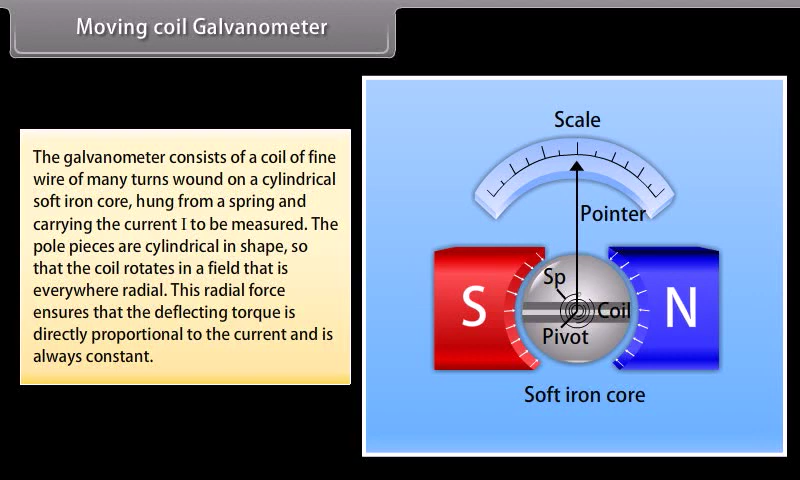 Moving coil Galvanometer
The galvanometer consists of a coil of fine
wire of many turns wound on a cylindrical
soft iron core, hung from a spring and
carrying the current I to be measured. The
pole pieces are cylindrical in shape, so
that the coil rotates in a field that is
everywhere radial. This radial force
ensures that the deflecting torque is
directly proportional to the current and is
always constant.
Scale
Pointer
S
Sp
Coil
Pivot
N
Soft iron core